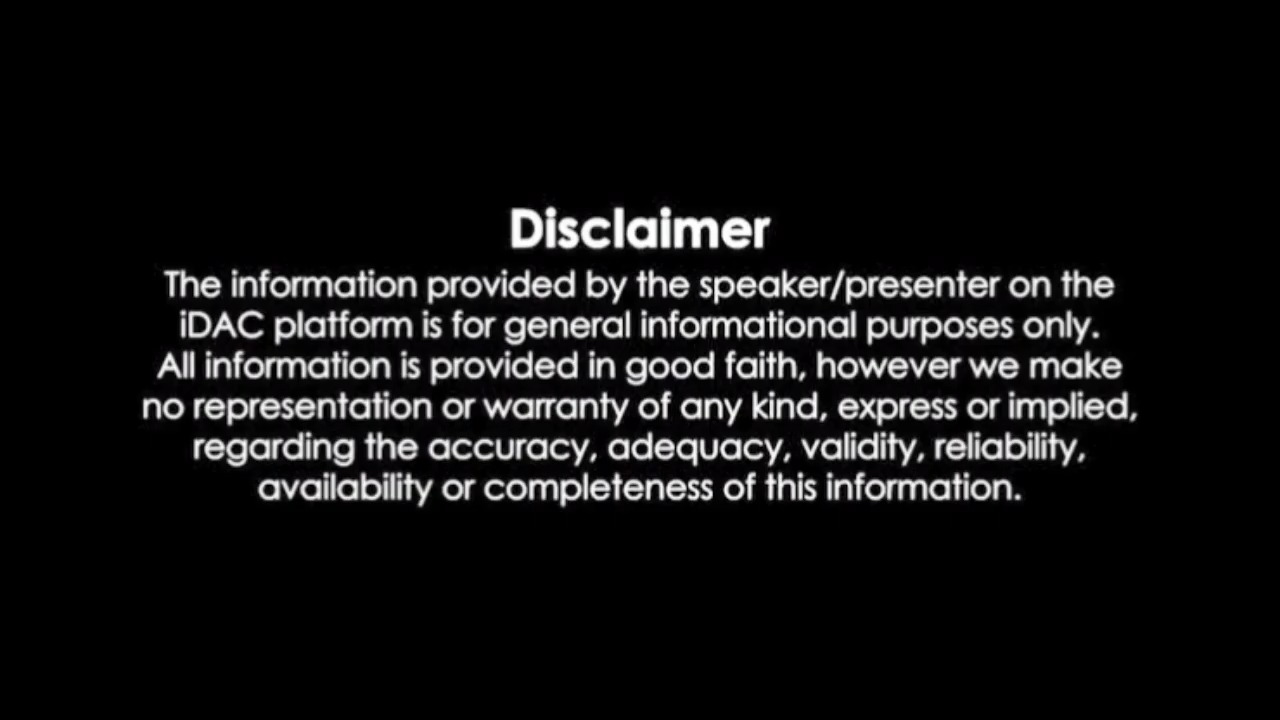 Disclaimer
The information provided by the speaker/presenter on the
iDAC platform is for general informational purposes only.
All information is provided in good faith, however we make
no representation or warranty of any kind, express or implied,
regarding the accuracy, adequacy, validity, reliability,
availability or completeness of this information.